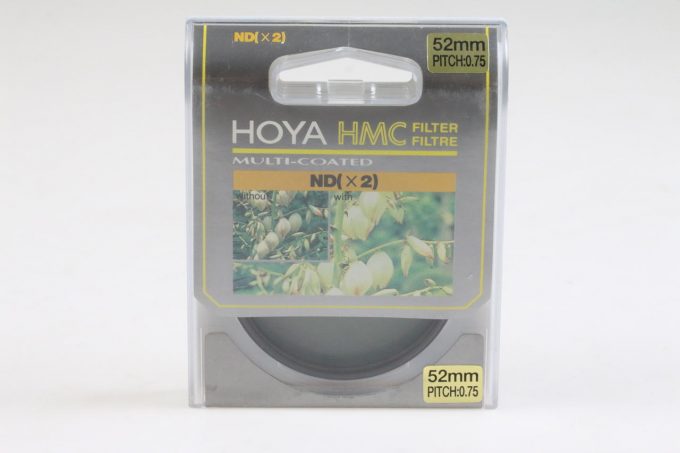 ND(×2)
52mm
PITCH:0.75
HOYA HMC FILTER
FILTRE
MULTI-COATED
ND(×2)
without
with
52mm
PITCH:0.75